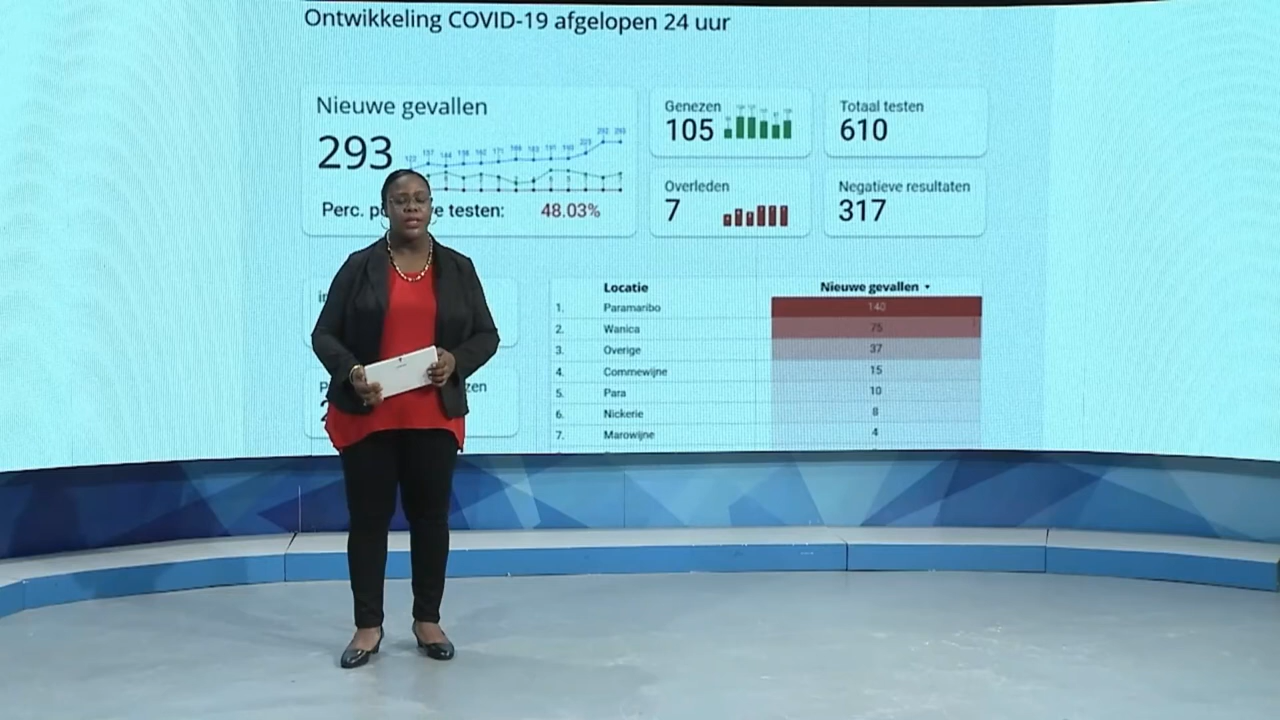 Ontwikkeling COVID-19 afgelopen 24 uur
Nieuwe gevallen
293
Perc.
testen:
48.03%
Genezen
105
Totaal testen
610
Overleden
7
Negatieve resultaten
317
Locatie Nieuwe gevallen
1. Paramaribo 140
2. Wanica 75
3. Overige 37
4. Commewijne 15
5. Para 10
6. Nickerie 8
7. Marowijne 4